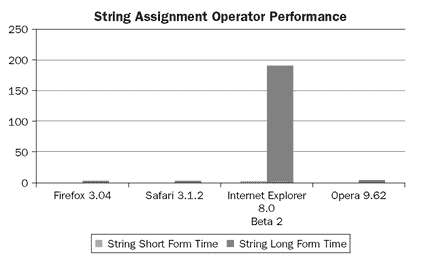 String Assignment Operator Performance
250
200
150
100
50
0
Firefox 3.04
Safari 3.1.2
Internet Explorer
8.0
Beta 2
Opera 9.62
String Short Form Time
String Long Form Time